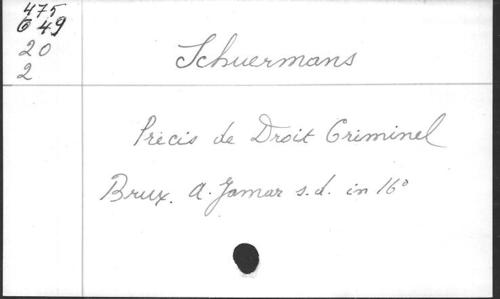 475
649
20
2
Schuermans
Précis de Droit Criminel
Brux. A. Jamar s.d. in 16°